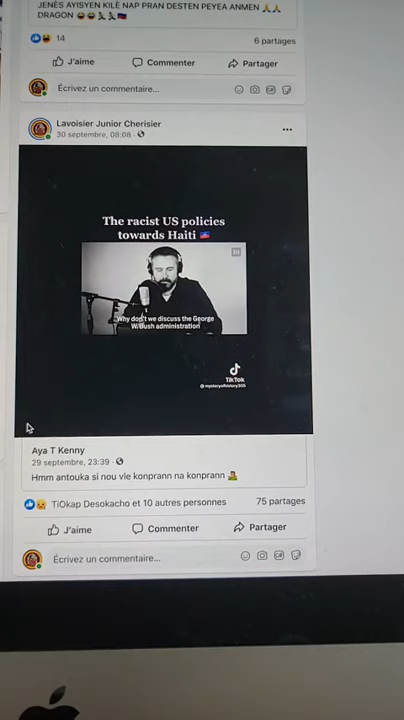 JENÈS AYISYEN KILÈ NAP PRAN DESTEN PEYEA ANMEN 🙏🙏
DRAGON
14
6 partages
J'aime
Commenter
Partager
Écrivez un commentaire...
Lavoisier Junior Cherisier
30 septembre, 08:08 ·
The racist US policies
towards Haiti 🇭🇹
Why don't we discuss the George
W Bush administration
TikTok
@mysteryofhistory305
Aya T Kenny
29 septembre, 23:39 ·
Hmm antouka si nou vle konprann na konprann
TiOkap Desokacho et 10 autres personnes
75 partages
J'aime
Commenter
Partager
Écrivez un commentaire...